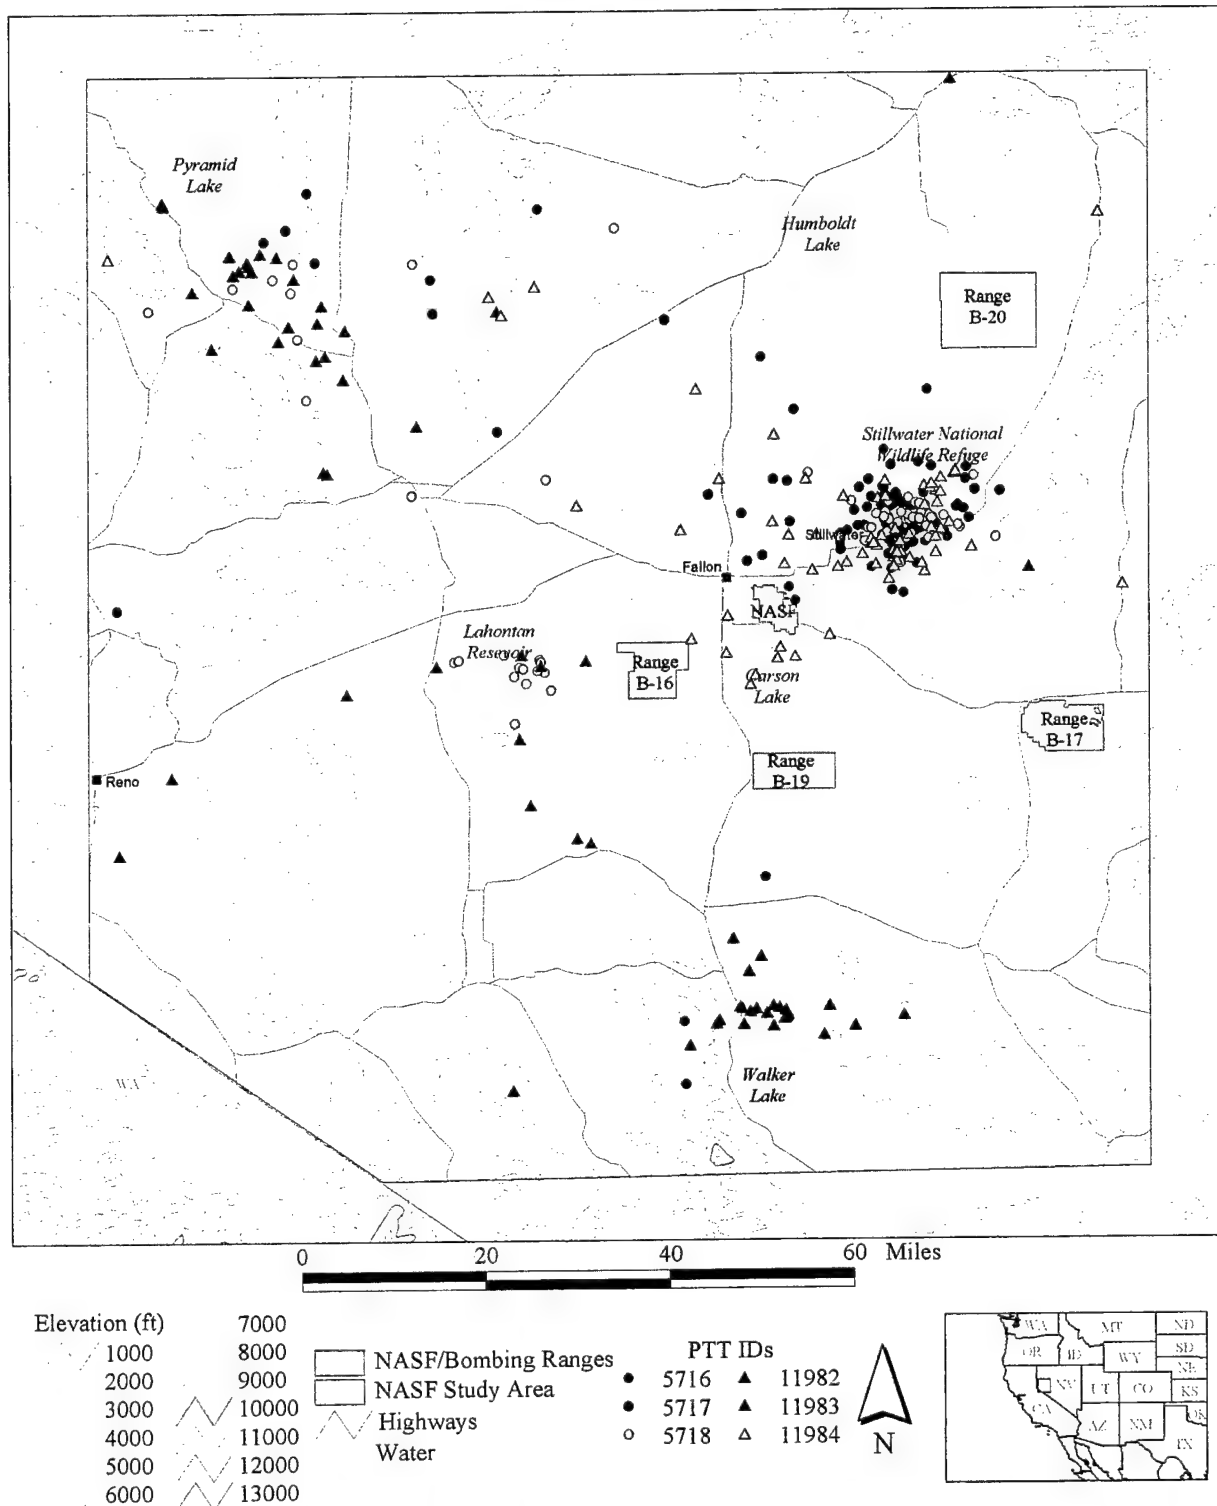 Pyramid
Lake
Humboldt
Lake
Range
B-20
Stillwater National
Wildlife Refuge
Stillwater
Fallon
NASF
Lahontan
Resevoir
Range
B-16
Carson
Lake
Range
B-17
Range
B-19
Reno
Walker
Lake
0 20 40 60 Miles
Elevation (ft)
1000
2000
3000
4000
5000
6000
7000
8000
9000
10000
11000
12000
13000
NASF/Bombing Ranges
NASF Study Area
Highways
Water
PTT IDs
5716 11982
5717 11983
5718 11984
N
WA MT ND
OR ID WY SD
NE
NV UT CO KS
CA AZ NM OK
TX